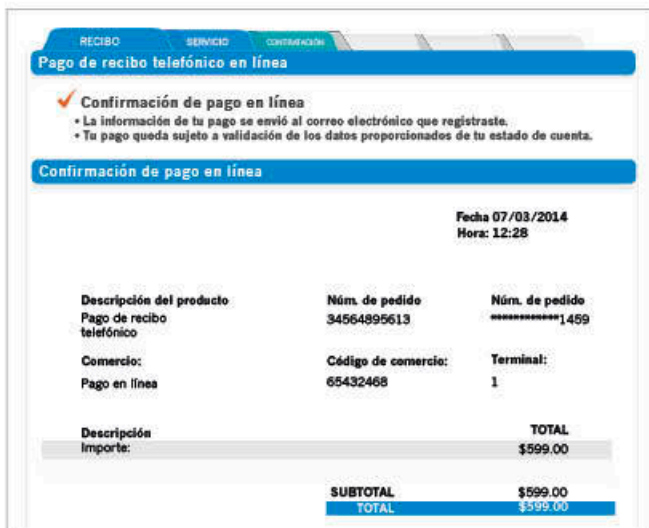 RECIBO SERVICIO CONTRATACIÓN
Pago de recibo telefónico en línea
✓ Confirmación de pago en línea
• La información de tu pago se envió al correo electrónico que registraste.
• Tu pago queda sujeto a validación de los datos proporcionados de tu estado de cuenta.
Confirmación de pago en línea
Fecha 07/03/2014
Hora: 12:28
Descripción del producto Núm. de pedido Núm. de pedido
Pago de recibo 34564895613 ************1459
telefónico
Comercio: Código de comercio: Terminal:
Pago en línea 65432468 1
Descripción TOTAL
Importe: $599.00
SUBTOTAL $599.00
TOTAL $599.00